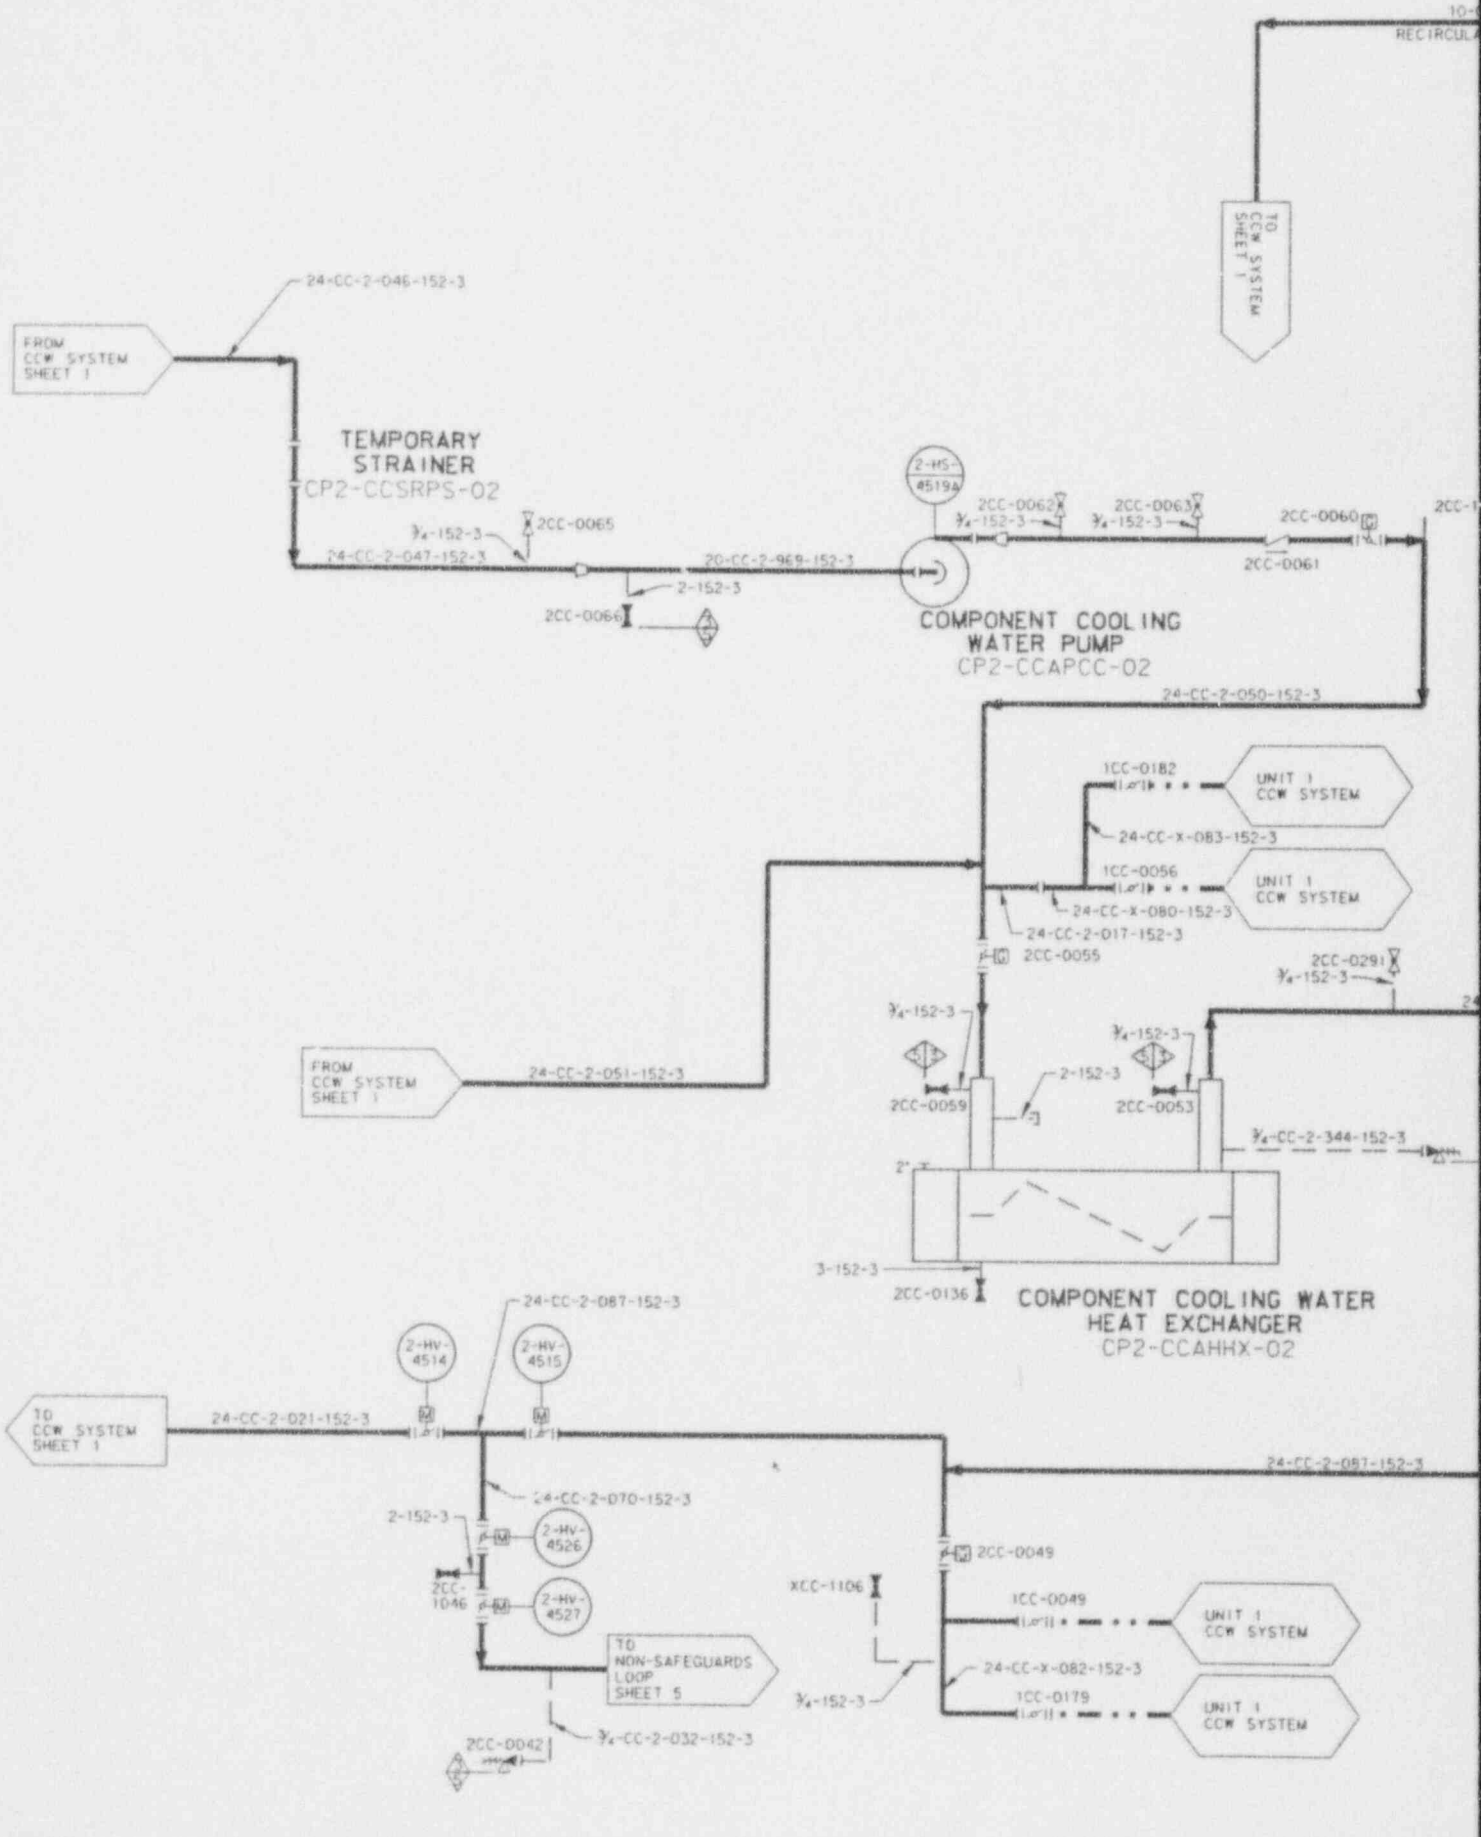 10-
RECIRCULA
TO
CCW SYSTEM
SHEET 1
24-CC-2-046-152-3
FROM
CCW SYSTEM
SHEET 1
TEMPORARY
STRAINER
CP2-CCSRPS-02
2-HS-
4519A
2CC-0065
3/4-152-3
24-CC-2-047-152-3
20-CC-2-969-152-3
2-152-3
2CC-0066
2CC-0062
3/4-152-3
2CC-0063
3/4-152-3
2CC-0060
2CC-1
2CC-0061
COMPONENT COOLING
WATER PUMP
CP2-CCAPCC-02
24-CC-2-050-152-3
1CC-0182
UNIT 1
CCW SYSTEM
24-CC-X-083-152-3
1CC-0056
UNIT 1
CCW SYSTEM
24-CC-X-080-152-3
24-CC-2-017-152-3
2CC-0055
2CC-0291
3/4-152-3
24
3/4-152-3
3/4-152-3
5 3
5 3
FROM
CCW SYSTEM
SHEET 1
24-CC-2-051-152-3
2-152-3
2CC-0059
2CC-0053
3/4-CC-2-344-152-3
2"
3-152-3
2CC-0136
COMPONENT COOLING WATER
HEAT EXCHANGER
CP2-CCAHHX-02
24-CC-2-087-152-3
2-HV-
4514
2-HV-
4515
M
M
TO
CCW SYSTEM
SHEET 1
24-CC-2-021-152-3
24-CC-2-087-152-3
24-CC-2-070-152-3
2-152-3
M
2-HV-
4526
2CC-0049
2CC-
1046
M
2-HV-
4527
XCC-1106
1CC-0049
UNIT 1
CCW SYSTEM
TO
NON-SAFEGUARDS
LOOP
SHEET 5
24-CC-X-082-152-3
3/4-152-3
1CC-0179
UNIT 1
CCW SYSTEM
3/4-CC-2-032-152-3
2CC-0042